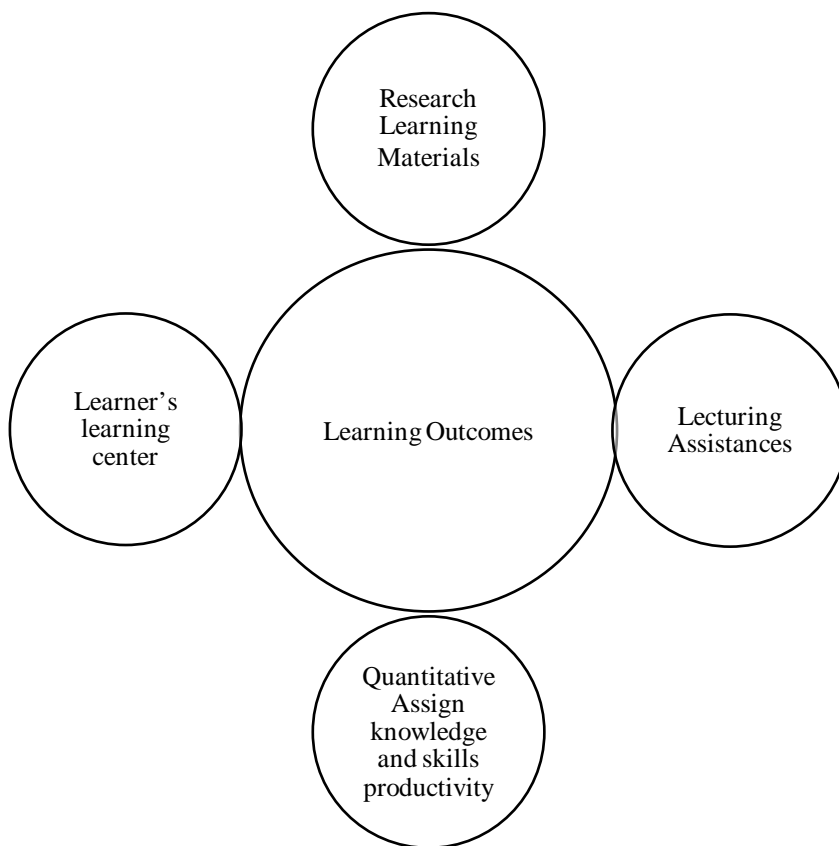 Research
Learning
Materials
Learner’s
learning
center
Learning Outcomes
Lecturing
Assistances
Quantitative
Assign
knowledge
and skills
productivity